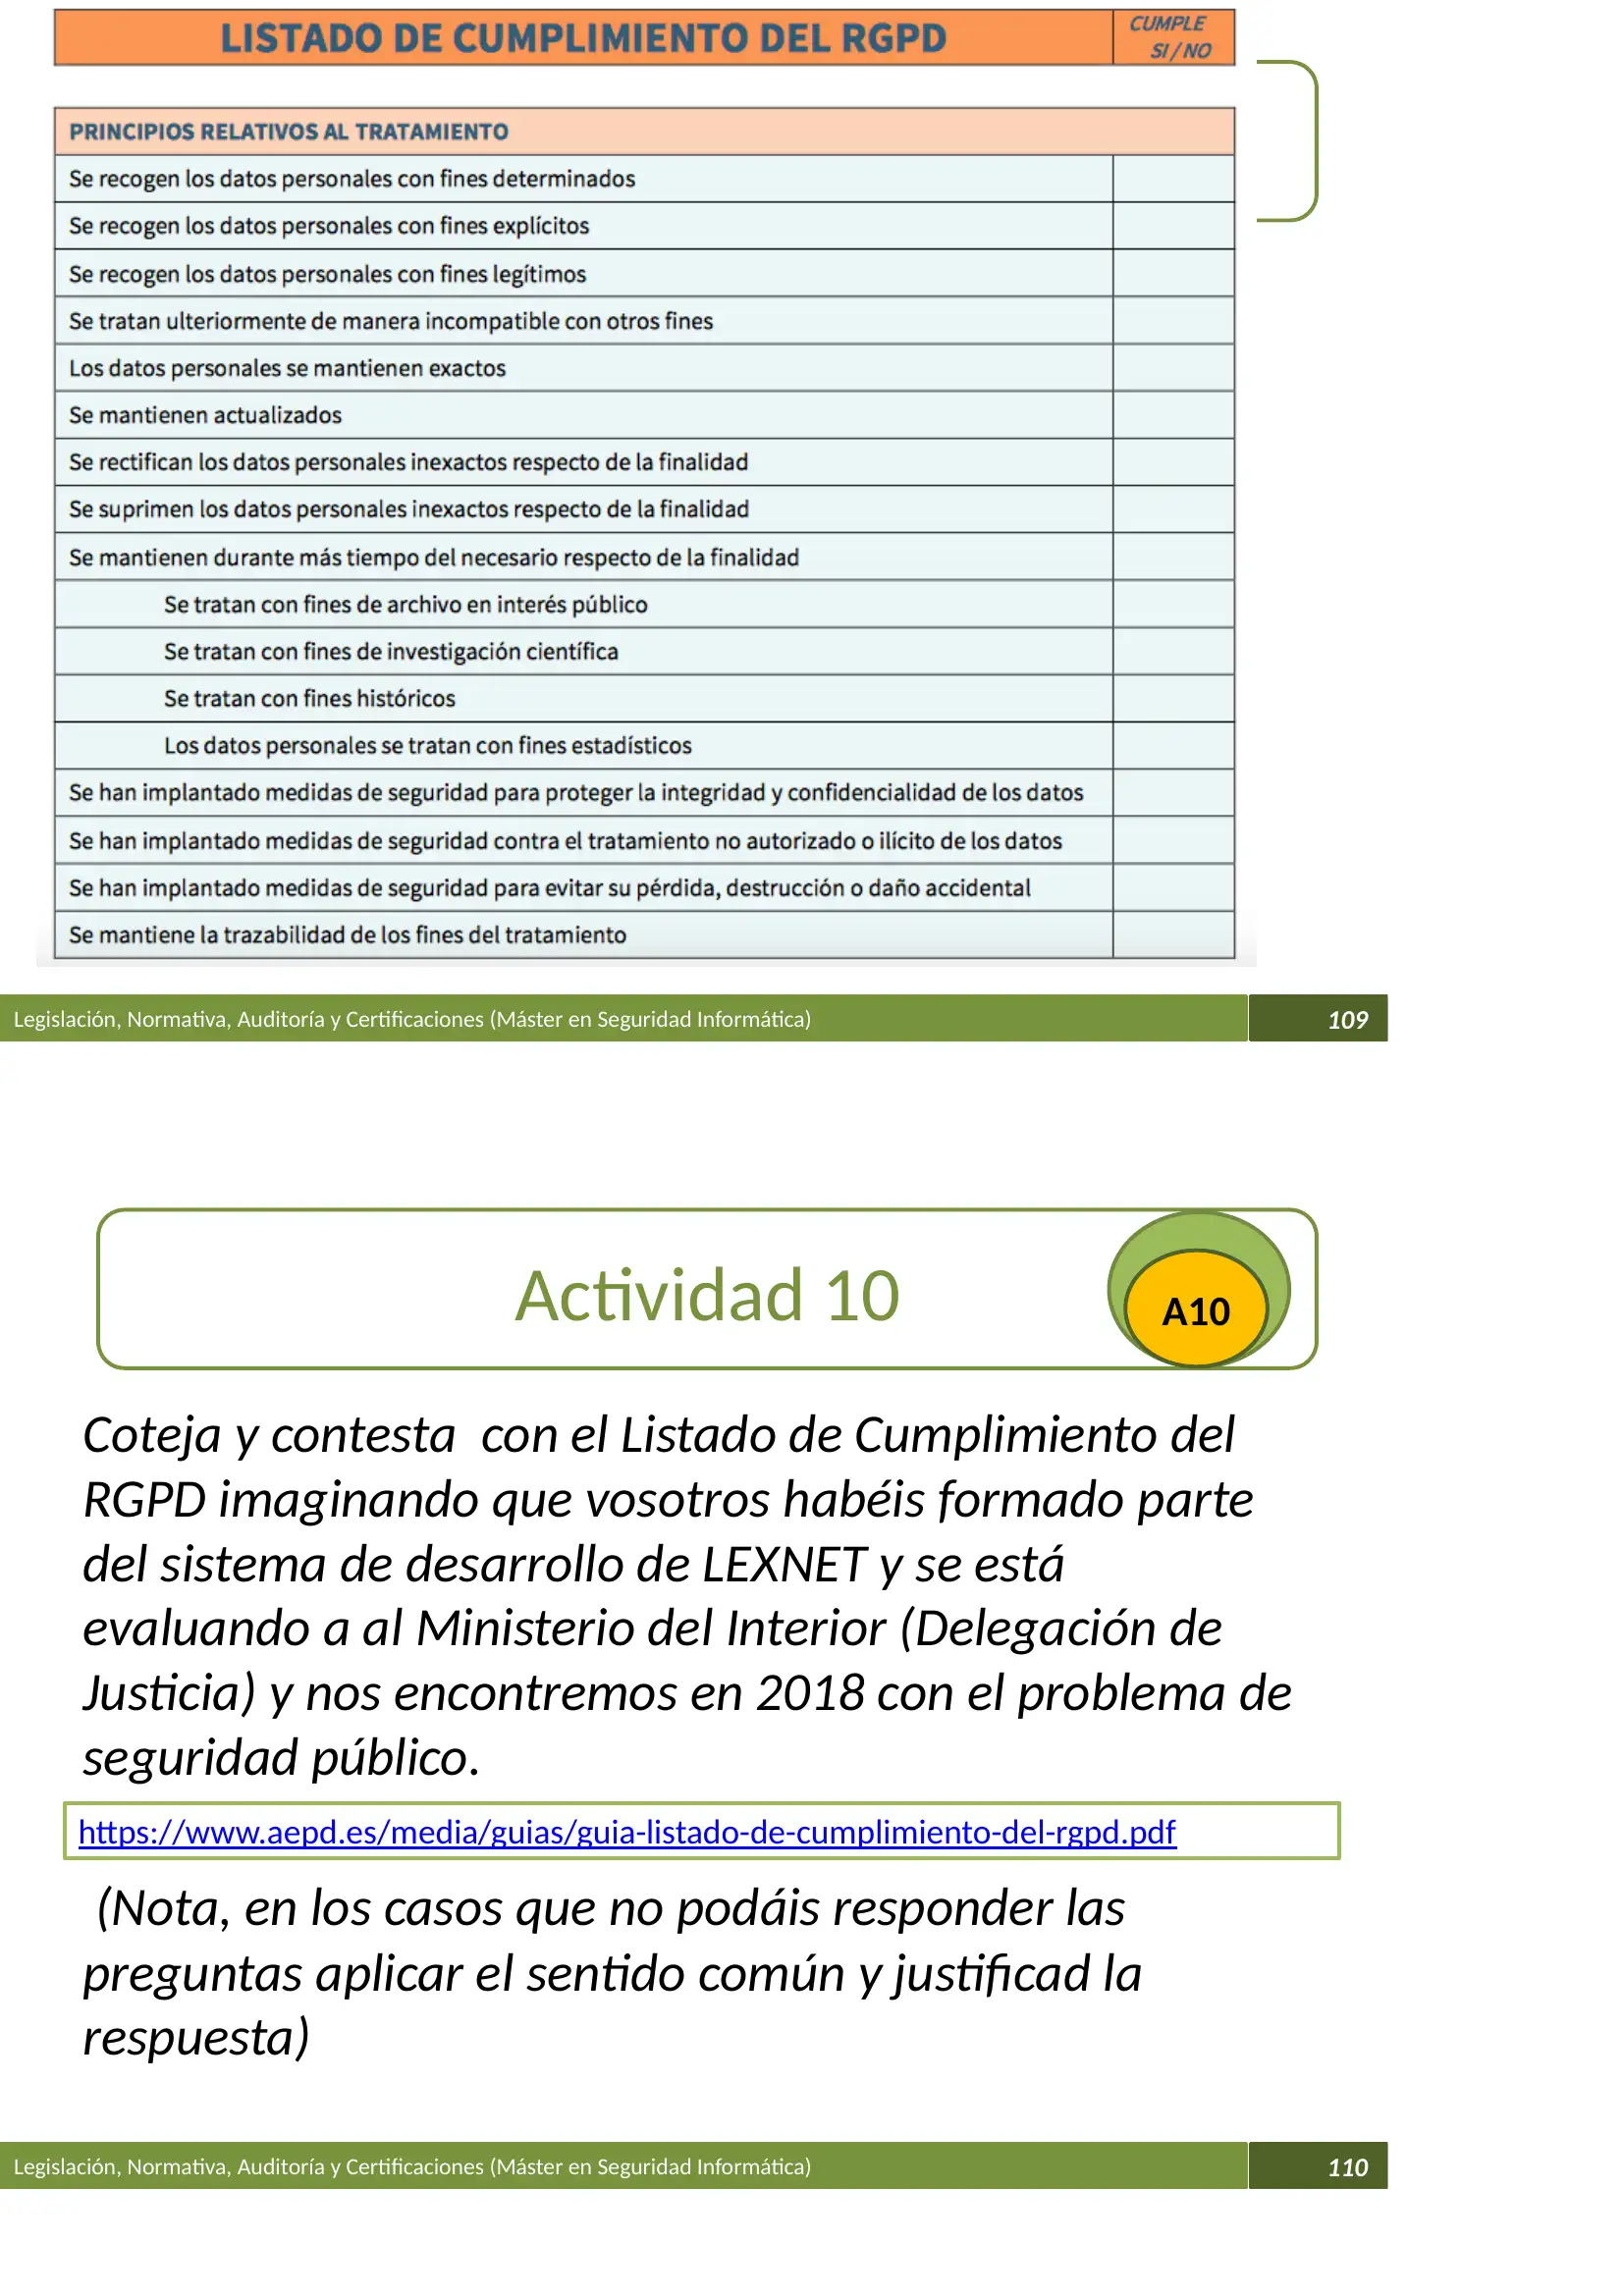 LISTADO DE CUMPLIMIENTO DEL RGPD
CUMPLE
SI / NO
PRINCIPIOS RELATIVOS AL TRATAMIENTO
Se recogen los datos personales con fines determinados
Se recogen los datos personales con fines explícitos
Se recogen los datos personales con fines legítimos
Se tratan ulteriormente de manera incompatible con otros fines
Los datos personales se mantienen exactos
Se mantienen actualizados
Se rectifican los datos personales inexactos respecto de la finalidad
Se suprimen los datos personales inexactos respecto de la finalidad
Se mantienen durante más tiempo del necesario respecto de la finalidad
Se tratan con fines de archivo en interés público
Se tratan con fines de investigación científica
Se tratan con fines históricos
Los datos personales se tratan con fines estadísticos
Se han implantado medidas de seguridad para proteger la integridad y confidencialidad de los datos
Se han implantado medidas de seguridad contra el tratamiento no autorizado o ilícito de los datos
Se han implantado medidas de seguridad para evitar su pérdida, destrucción o daño accidental
Se mantiene la trazabilidad de los fines del tratamiento
Legislación, Normativa, Auditoría y Certificaciones (Máster en Seguridad Informática)
109
Actividad 10
A10
Coteja y contesta  con el Listado de Cumplimiento del
RGPD imaginando que vosotros habéis formado parte
del sistema de desarrollo de LEXNET y se está
evaluando a al Ministerio del Interior (Delegación de
Justicia) y nos encontremos en 2018 con el problema de
seguridad público.
https://www.aepd.es/media/guias/guia-listado-de-cumplimiento-del-rgpd.pdf
(Nota, en los casos que no podáis responder las
preguntas aplicar el sentido común y justificad la
respuesta)
Legislación, Normativa, Auditoría y Certificaciones (Máster en Seguridad Informática)
110